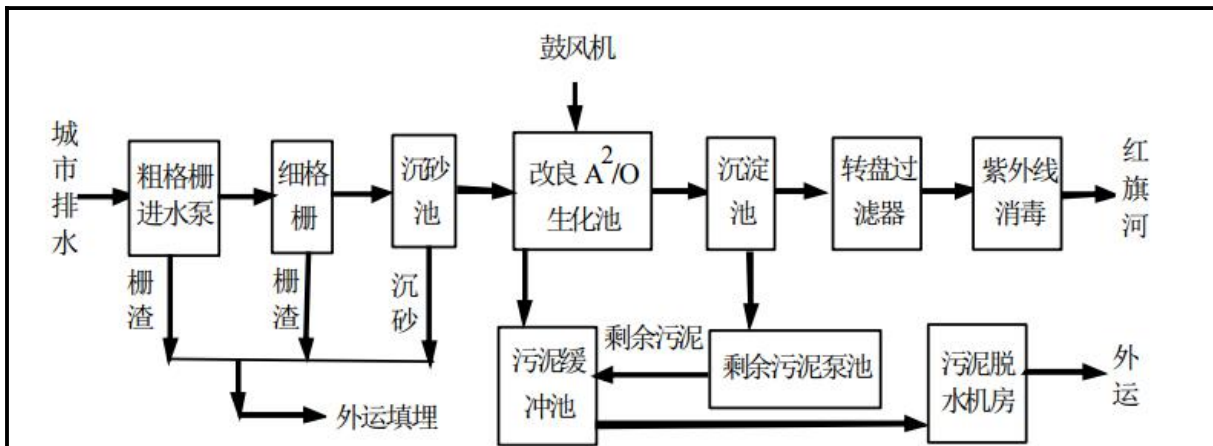 鼓风机
城市排水
粗格栅
进水泵
细格
栅
沉砂
池
改良 A²/O
生化池
沉淀
池
转盘过
滤器
紫外线
消毒
红旗河
栅渣
栅渣
沉砂
污泥缓
冲池
剩余污泥
剩余污泥泵池
污泥脱
水机房
外运
外运填埋